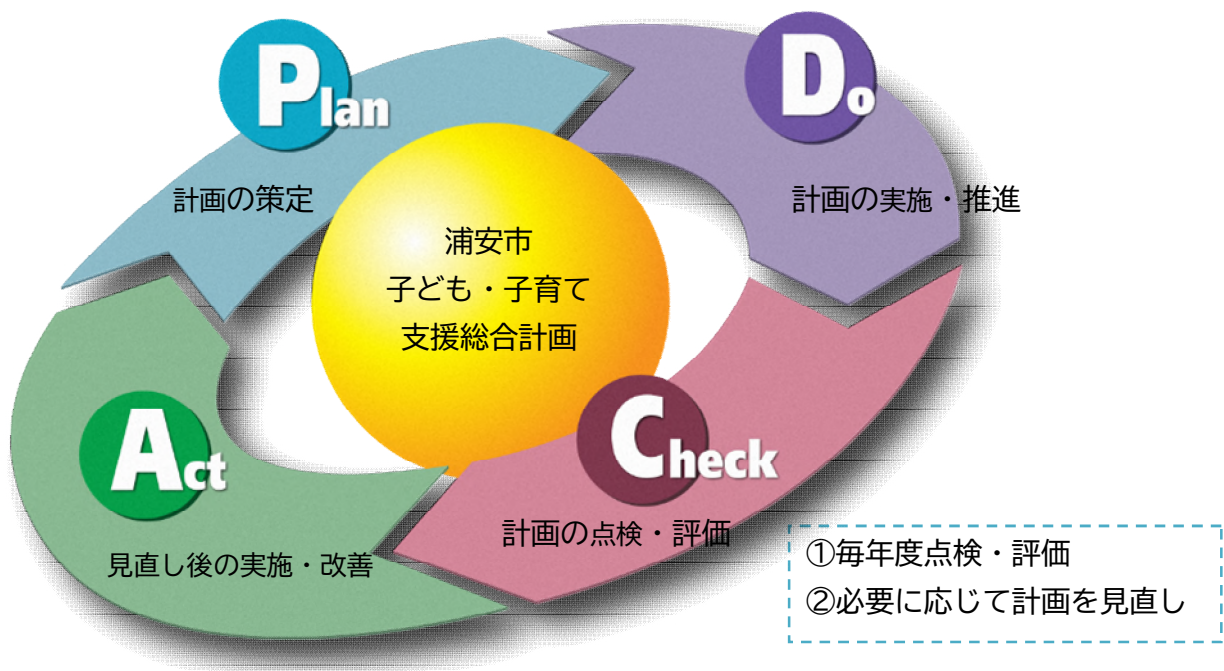 Plan
計画の策定
Do
計画の実施・推進
浦安市
子ども・子育て
支援総合計画
Check
計画の点検・評価
①毎年度点検・評価
②必要に応じて計画を見直し
Act
見直し後の実施・改善